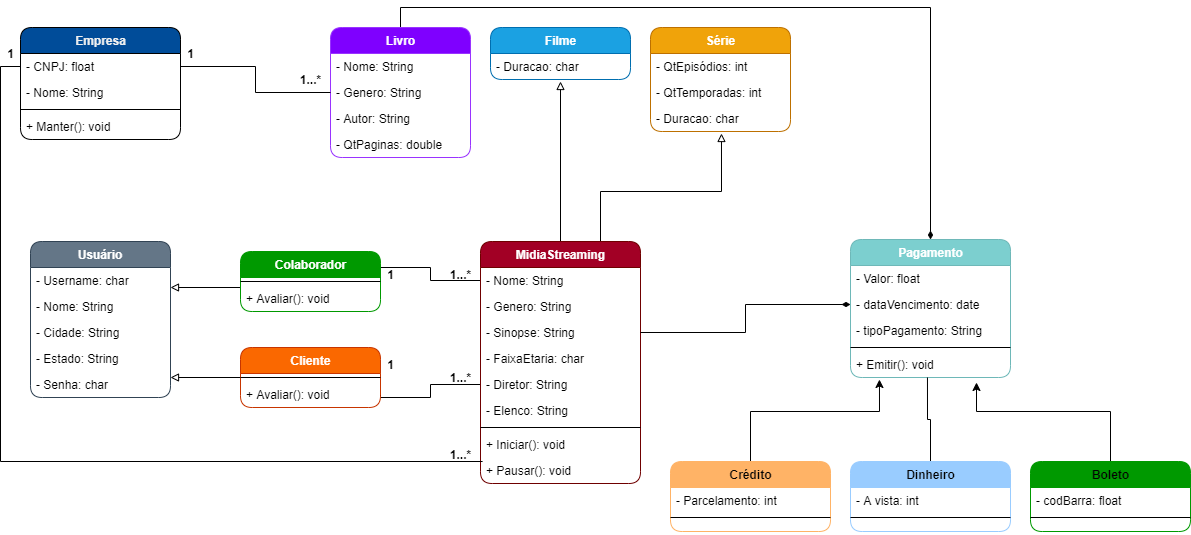 Empresa
- CNPJ: float
- Nome: String
+ Manter(): void
1
1
1...*
Livro
- Nome: String
- Genero: String
- Autor: String
- QtPaginas: double
Filme
- Duracao: char
Série
- QtEpisódios: int
- QtTemporadas: int
- Duracao: char
Usuário
- Username: char
- Nome: String
- Cidade: String
- Estado: String
- Senha: char
Colaborador
+ Avaliar(): void
1
1...*
Cliente
+ Avaliar(): void
1
1...*
1...*
MidiaStreaming
- Nome: String
- Genero: String
- Sinopse: String
- FaixaEtaria: char
- Diretor: String
- Elenco: String
+ Iniciar(): void
+ Pausar(): void
Pagamento
- Valor: float
- dataVencimento: date
- tipoPagamento: String
+ Emitir(): void
Crédito
- Parcelamento: int
Dinheiro
- A vista: int
Boleto
- codBarra: float